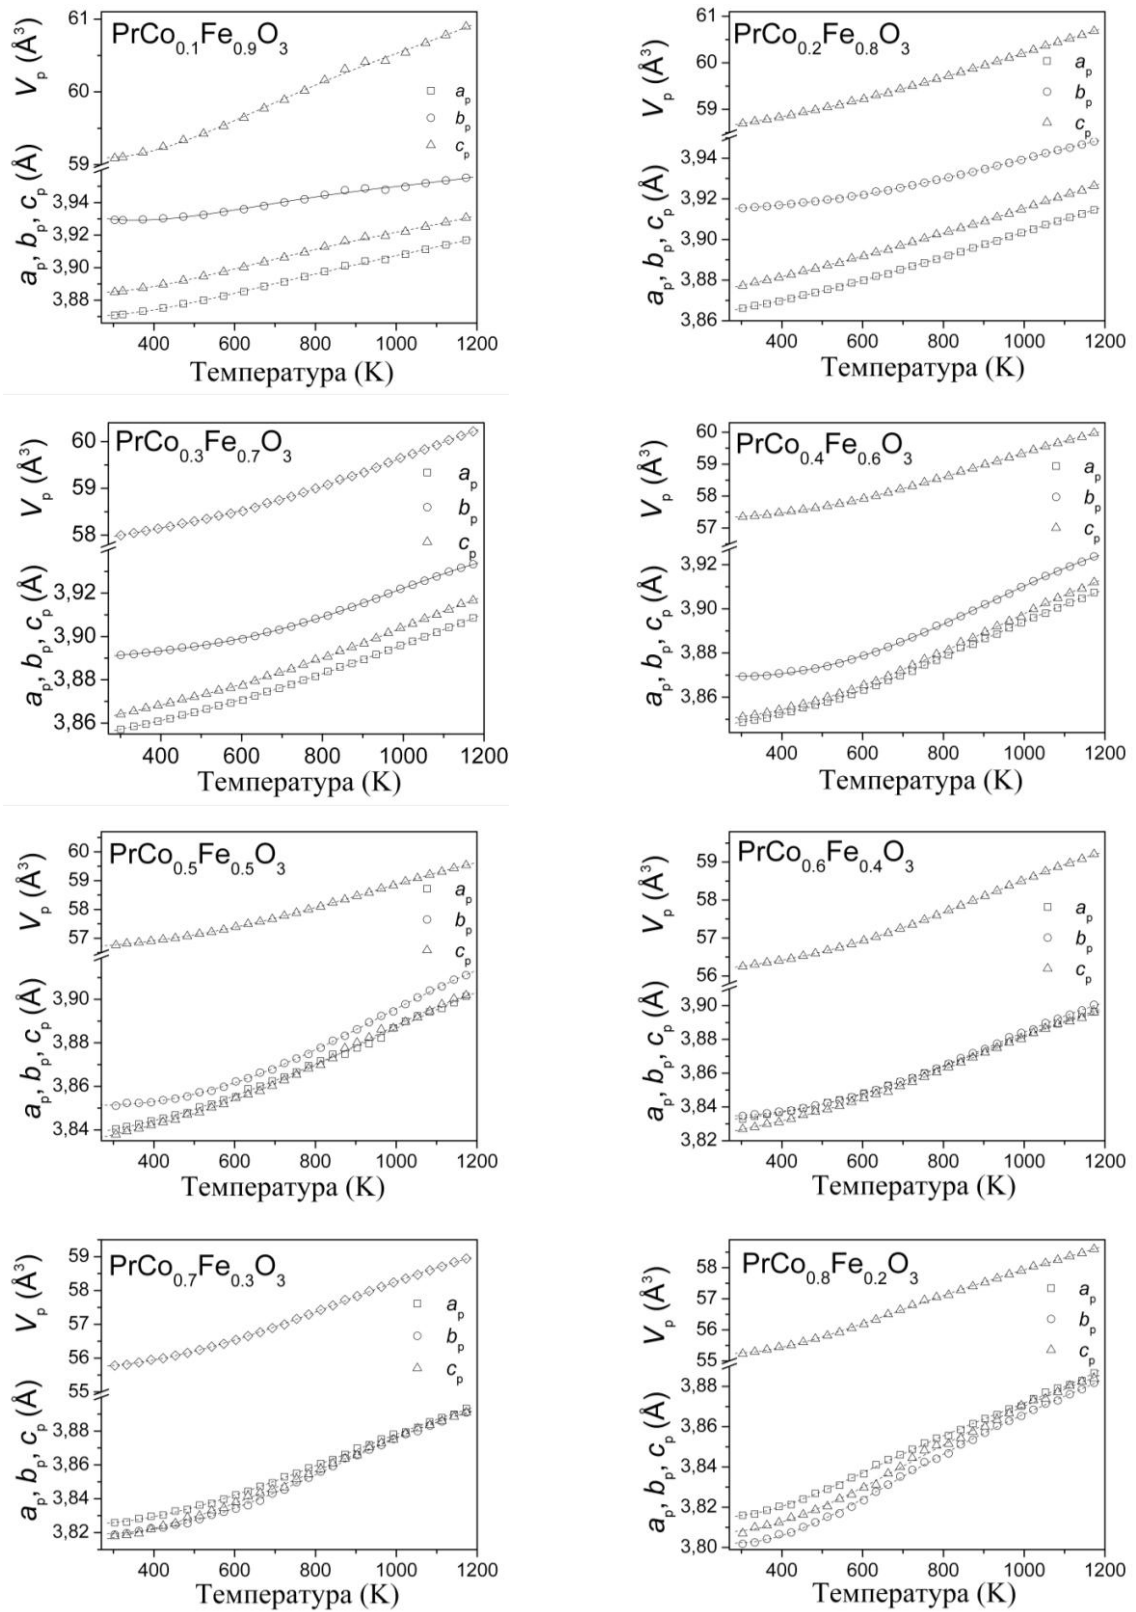 PrCo0.1Fe0.9O3
Vp (Å3)
ap, bp, cp (Å)
61
60
59
3,94
3,92
3,90
3,88
ap
bp
cp
400 600 800 1000 1200
Температура (K)
PrCo0.2Fe0.8O3
Vp (Å3)
ap, bp, cp (Å)
61
60
59
3,94
3,92
3,90
3,88
3,86
ap
bp
cp
400 600 800 1000 1200
Температура (K)
PrCo0.3Fe0.7O3
Vp (Å3)
ap, bp, cp (Å)
60
59
58
3,92
3,90
3,88
3,86
ap
bp
cp
400 600 800 1000 1200
Температура (K)
PrCo0.4Fe0.6O3
Vp (Å3)
ap, bp, cp (Å)
60
59
58
57
3,92
3,90
3,88
3,86
ap
bp
cp
400 600 800 1000 1200
Температура (K)
PrCo0.5Fe0.5O3
Vp (Å3)
ap, bp, cp (Å)
60
59
58
57
3,90
3,88
3,86
3,84
ap
bp
cp
400 600 800 1000 1200
Температура (K)
PrCo0.6Fe0.4O3
Vp (Å3)
ap, bp, cp (Å)
59
58
57
56
3,90
3,88
3,86
3,84
3,82
ap
bp
cp
400 600 800 1000 1200
Температура (K)
PrCo0.7Fe0.3O3
Vp (Å3)
ap, bp, cp (Å)
59
58
57
56
55
3,88
3,86
3,84
3,82
ap
bp
cp
400 600 800 1000 1200
Температура (K)
PrCo0.8Fe0.2O3
Vp (Å3)
ap, bp, cp (Å)
58
57
56
55
3,88
3,86
3,84
3,82
3,80
ap
bp
cp
400 600 800 1000 1200
Температура (K)